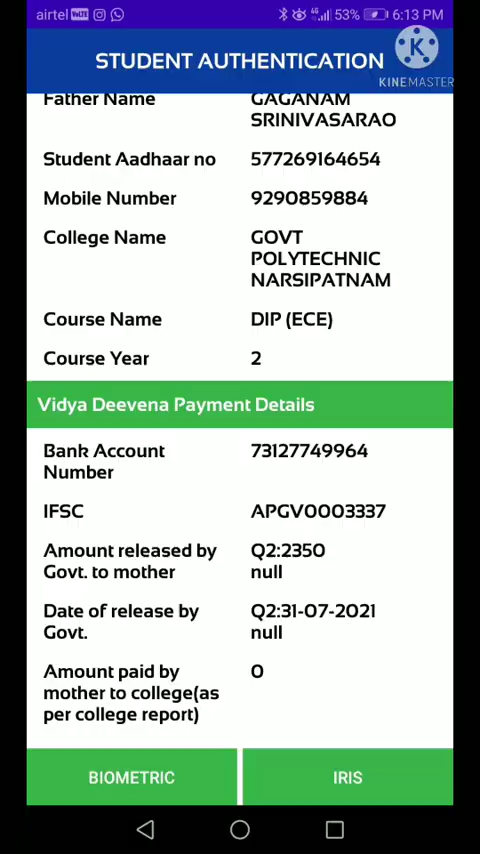 airtel VoLTE 4G 53% 6:13 PM
STUDENT AUTHENTICATION
KINEMASTER
Father Name GAGANAM
SRINIVASARAO
Student Aadhaar no 577269164654
Mobile Number 9290859884
College Name GOVT
POLYTECHNIC
NARSIPATNAM
Course Name DIP (ECE)
Course Year 2
Vidya Deevena Payment Details
Bank Account 73127749964
Number
IFSC APGV0003337
Amount released by Q2:2350
Govt. to mother null
Date of release by Q2:31-07-2021
Govt. null
Amount paid by 0
mother to college(as
per college report)
BIOMETRIC IRIS